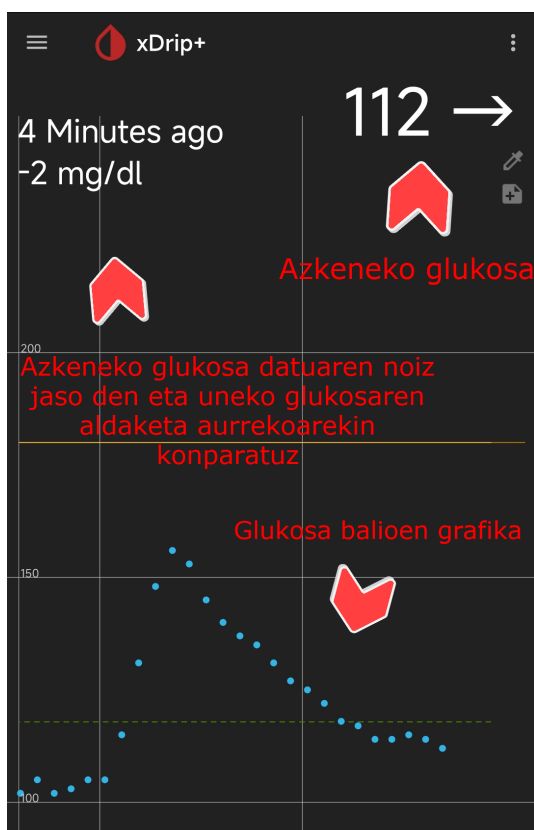 xDrip+
112 →
4 Minutes ago
-2 mg/dl
Azkeneko glukosa
200
Azkeneko glukosa datuaren noiz
jaso den eta uneko glukosaren
aldaketa aurrekoarekin
konparatuz
Glukosa balioen grafika
150
100